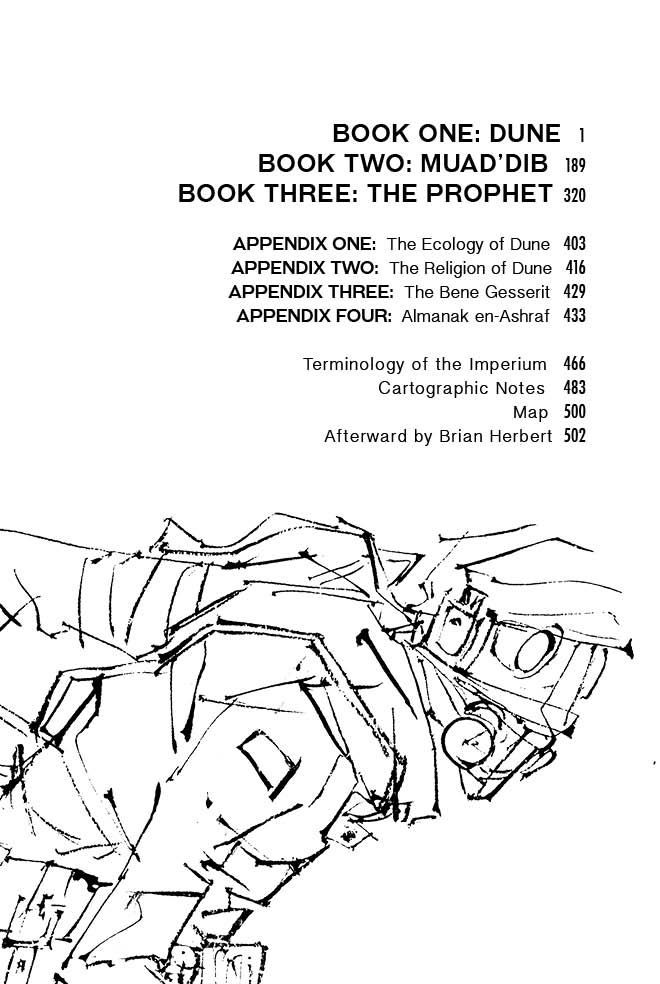 BOOK ONE: DUNE 1
BOOK TWO: MUAD'DIB 189
BOOK THREE: THE PROPHET 320
APPENDIX ONE: The Ecology of Dune 403
APPENDIX TWO: The Religion of Dune 416
APPENDIX THREE: The Bene Gesserit 429
APPENDIX FOUR: Almanak en-Ashraf 433
Terminology of the Imperium 466
Cartographic Notes 483
Map 500
Afterward by Brian Herbert 502